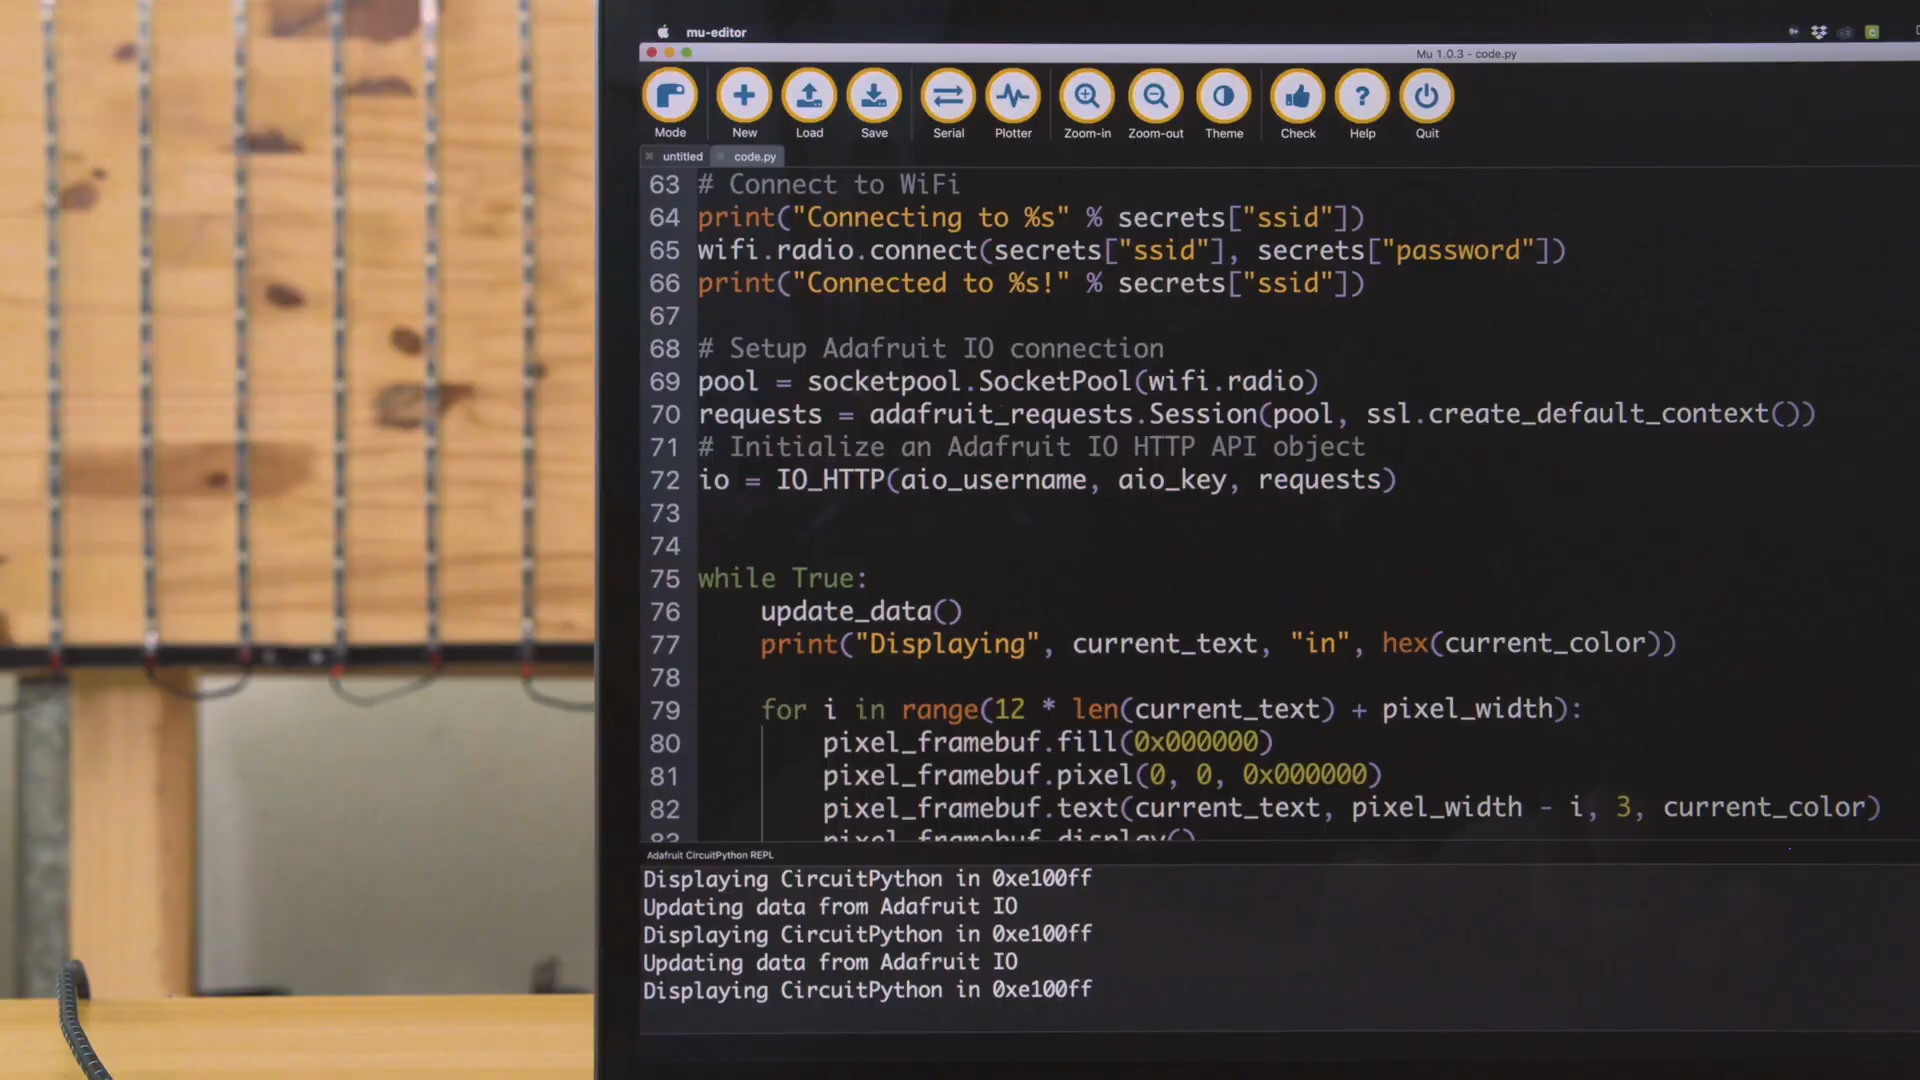 mu-editor
Mu 1.0.3 - code.py
Mode New Load Save Serial Plotter Zoom-in Zoom-out Theme Check Help Quit
untitled code.py
63 # Connect to WiFi
64 print("Connecting to %s" % secrets["ssid"])
65 wifi.radio.connect(secrets["ssid"], secrets["password"])
66 print("Connected to %s!" % secrets["ssid"])
67
68 # Setup Adafruit IO connection
69 pool = socketpool.SocketPool(wifi.radio)
70 requests = adafruit_requests.Session(pool, ssl.create_default_context())
71 # Initialize an Adafruit IO HTTP API object
72 io = IO_HTTP(aio_username, aio_key, requests)
73
74
75 while True:
76 update_data()
77 print("Displaying", current_text, "in", hex(current_color))
78
79 for i in range(12 * len(current_text) + pixel_width):
80 pixel_framebuf.fill(0x000000)
81 pixel_framebuf.pixel(0, 0, 0x000000)
82 pixel_framebuf.text(current_text, pixel_width - i, 3, current_color)
83 pixel_framebuf.display()
Adafruit CircuitPython REPL
Displaying CircuitPython in 0xe100ff
Updating data from Adafruit IO
Displaying CircuitPython in 0xe100ff
Updating data from Adafruit IO
Displaying CircuitPython in 0xe100ff